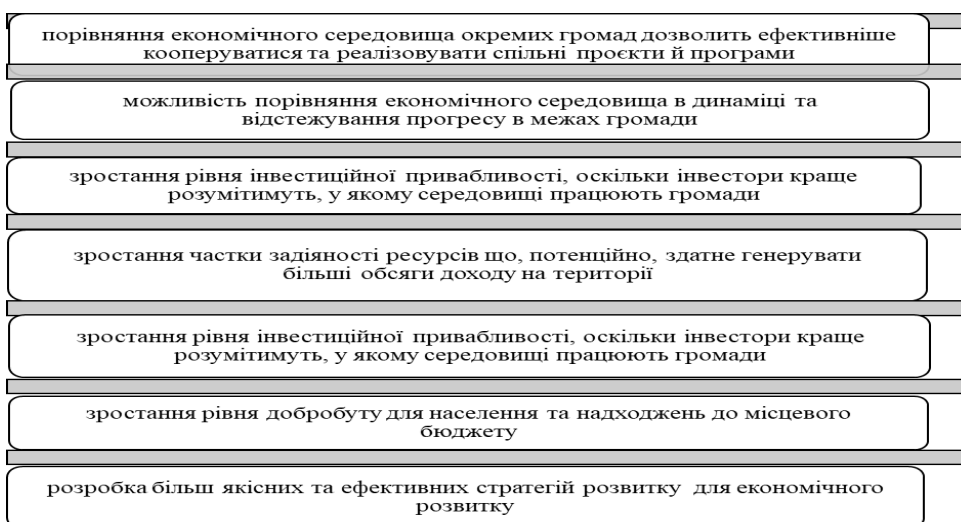 порівняння економічного середовища окремих громад дозволить ефективніше
кооперуватися та реалізовувати спільні проєкти й програми
можливість порівняння економічного середовища в динаміці та
відстежування прогресу в межах громади
зростання рівня інвестиційної привабливості, оскільки інвестори краще
розумітимуть, у якому середовищі працюють громади
зростання частки задіяності ресурсів що, потенційно, здатне генерувати
більші обсяги доходу на території
зростання рівня інвестиційної привабливості, оскільки інвестори краще
розумітимуть, у якому середовищі працюють громади
зростання рівня добробуту для населення та надходжень до місцевого
бюджету
розробка більш якісних та ефективних стратегій розвитку для економічного
розвитку